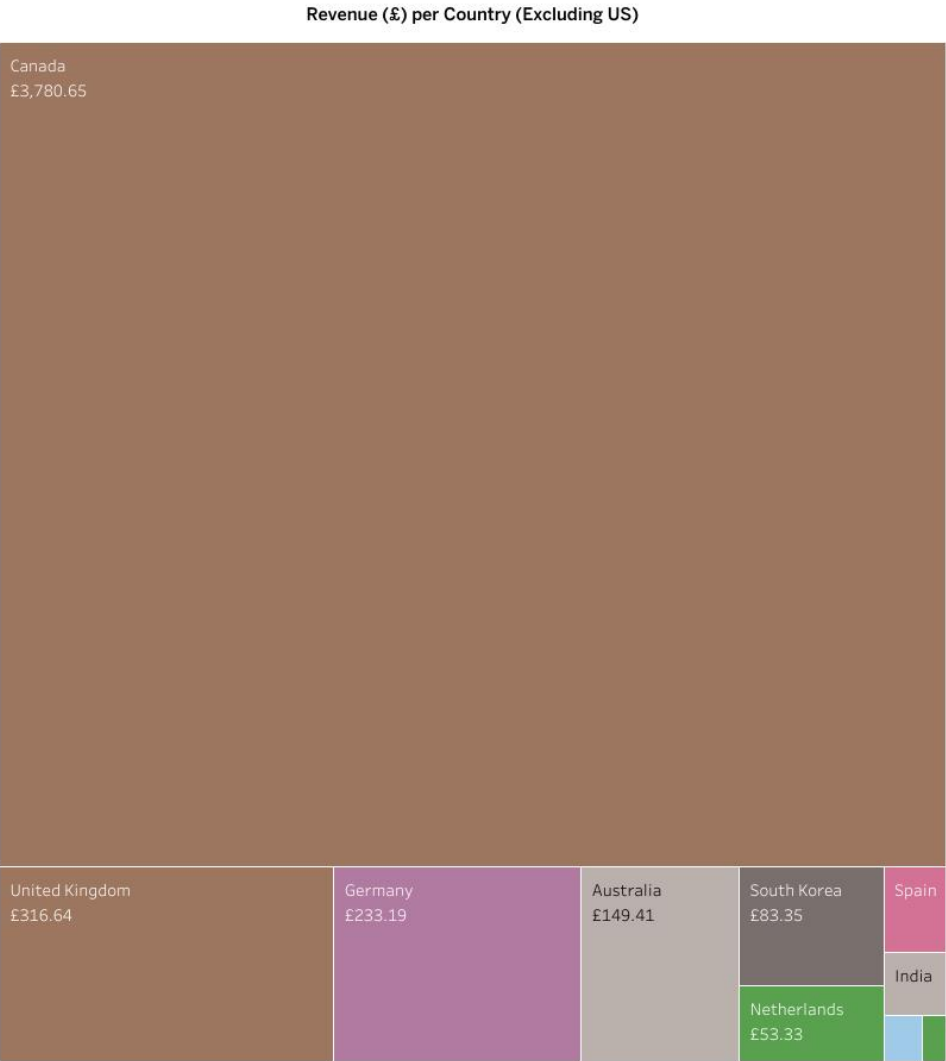 Revenue (£) per Country (Excluding US)
Canada
£3,780.65
United Kingdom
£316.64
Germany
£233.19
Australia
£149.41
South Korea
£83.35
Netherlands
£53.33
Spain
India